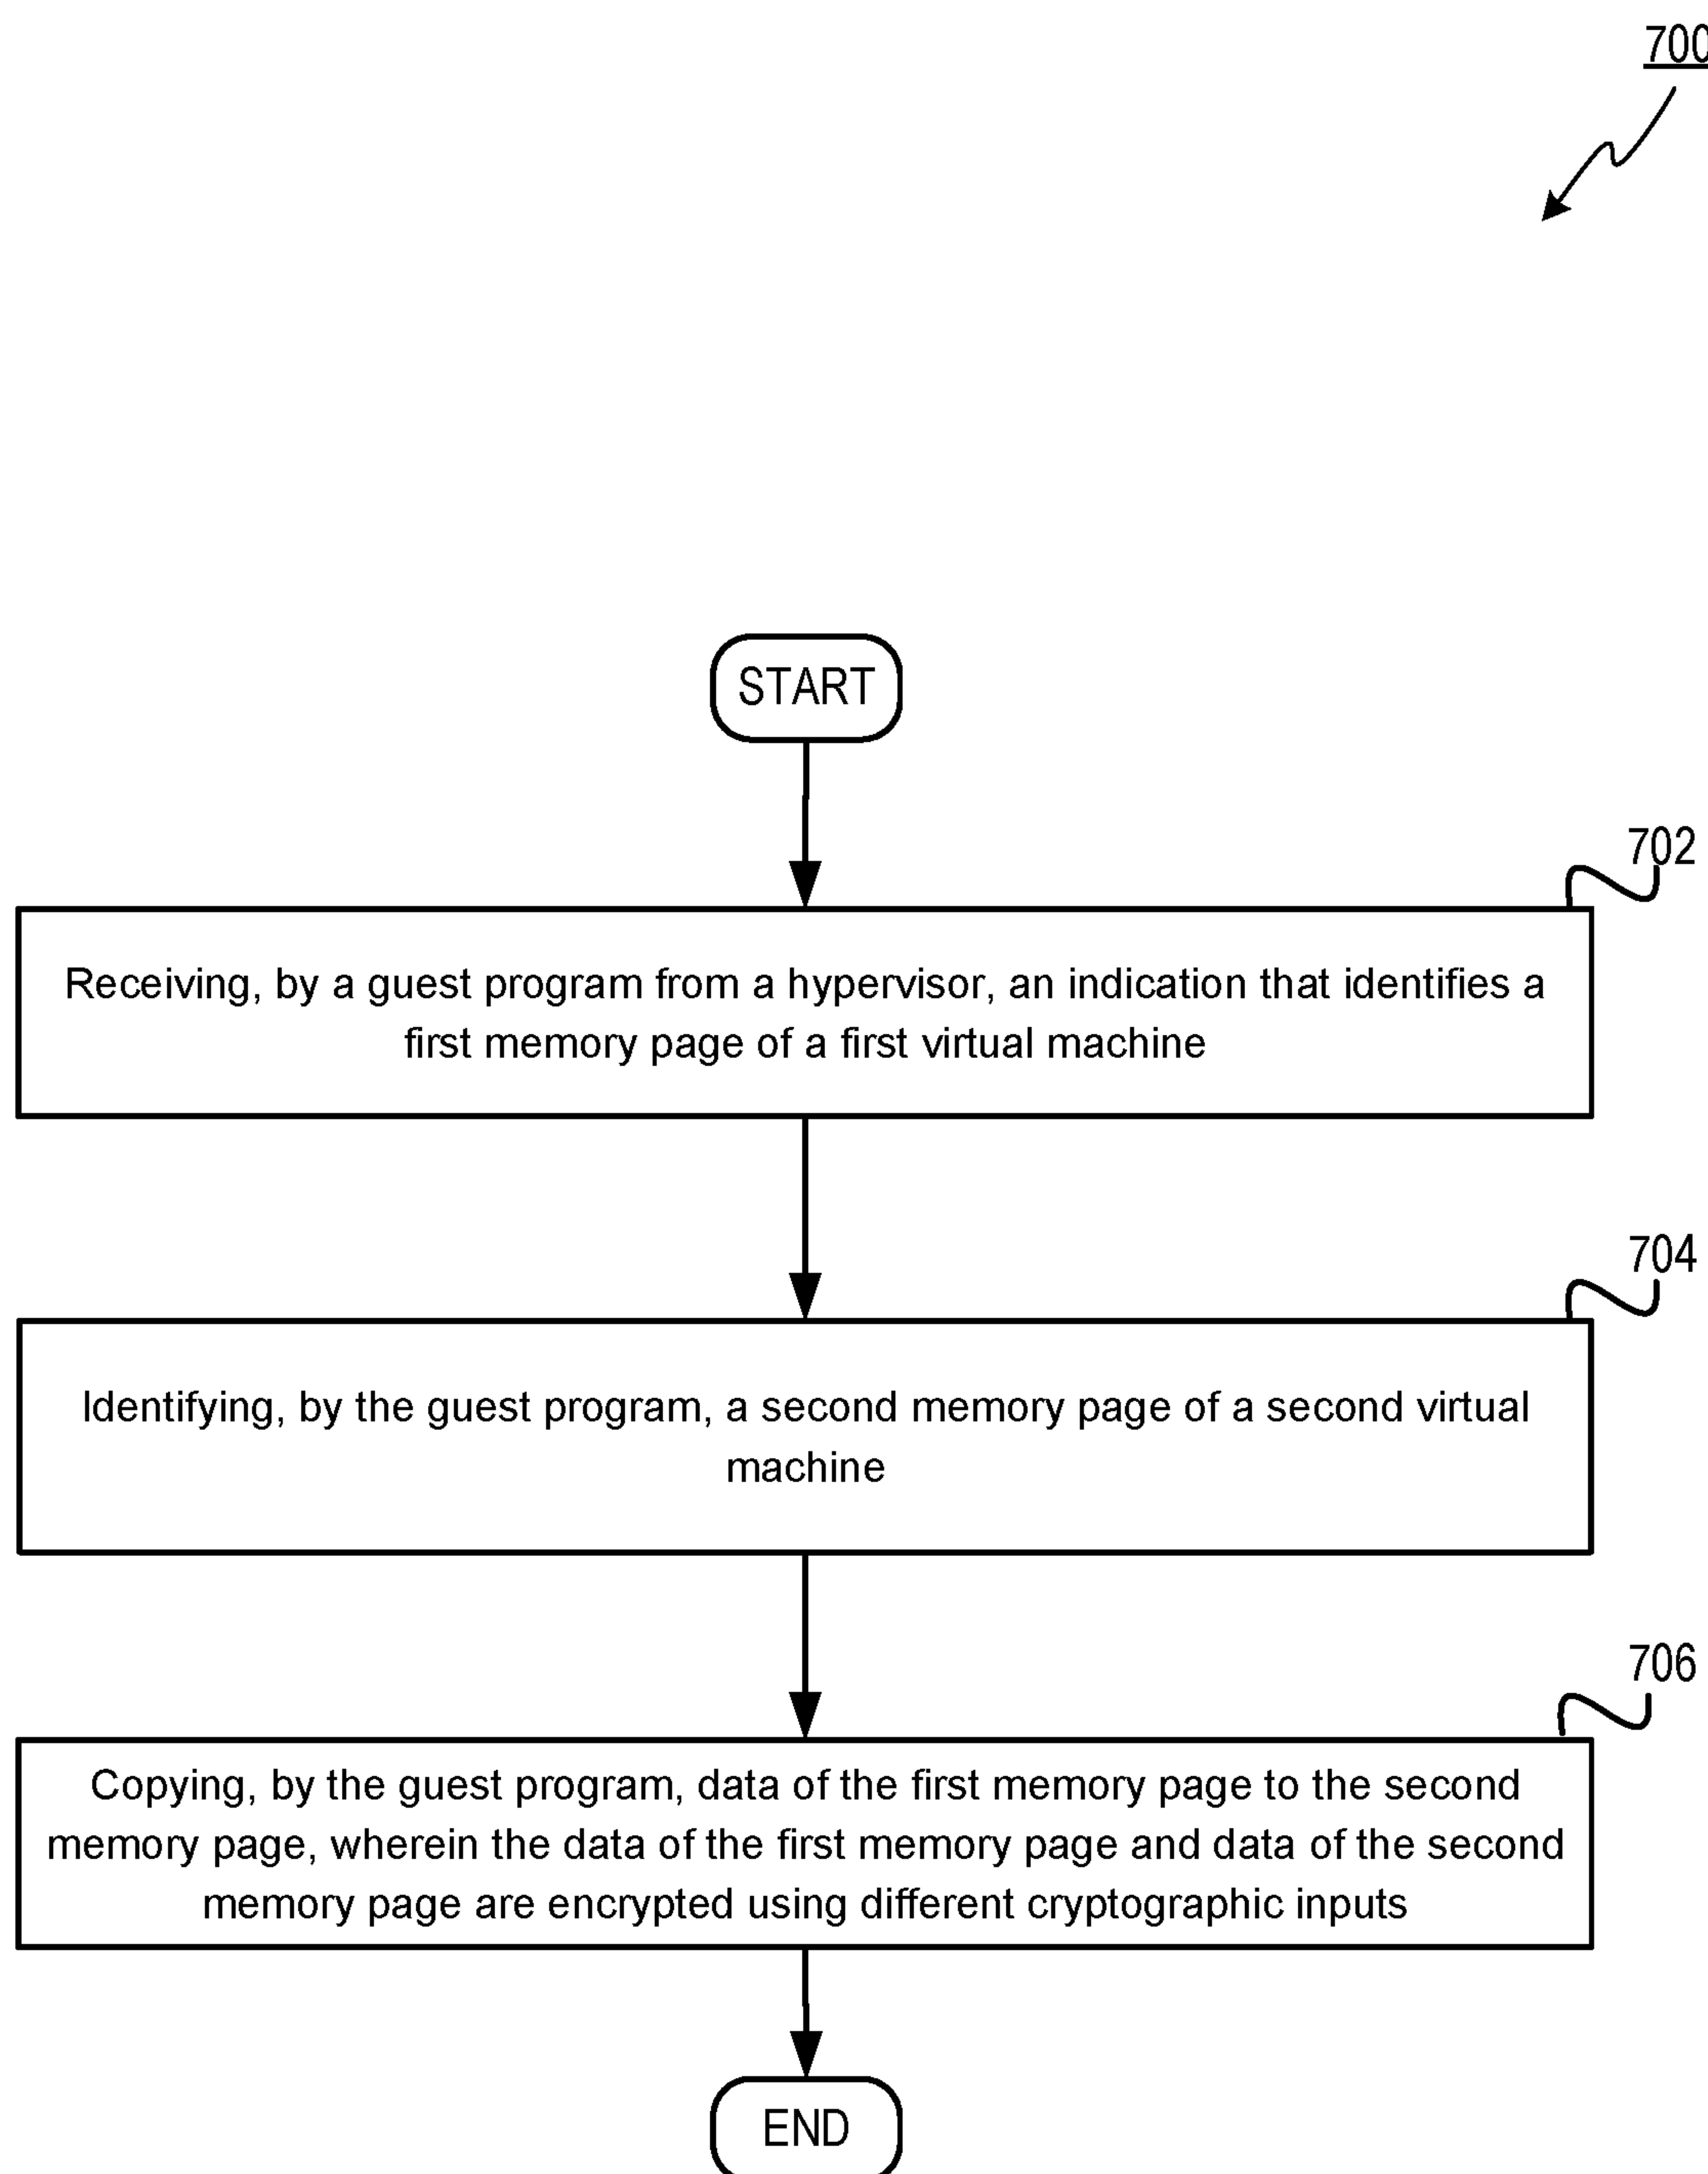 700
START
702
Receiving, by a guest program from a hypervisor, an indication that identifies a
first memory page of a first virtual machine
704
Identifying, by the guest program, a second memory page of a second virtual
machine
706
Copying, by the guest program, data of the first memory page to the second
memory page, wherein the data of the first memory page and data of the second
memory page are encrypted using different cryptographic inputs
END